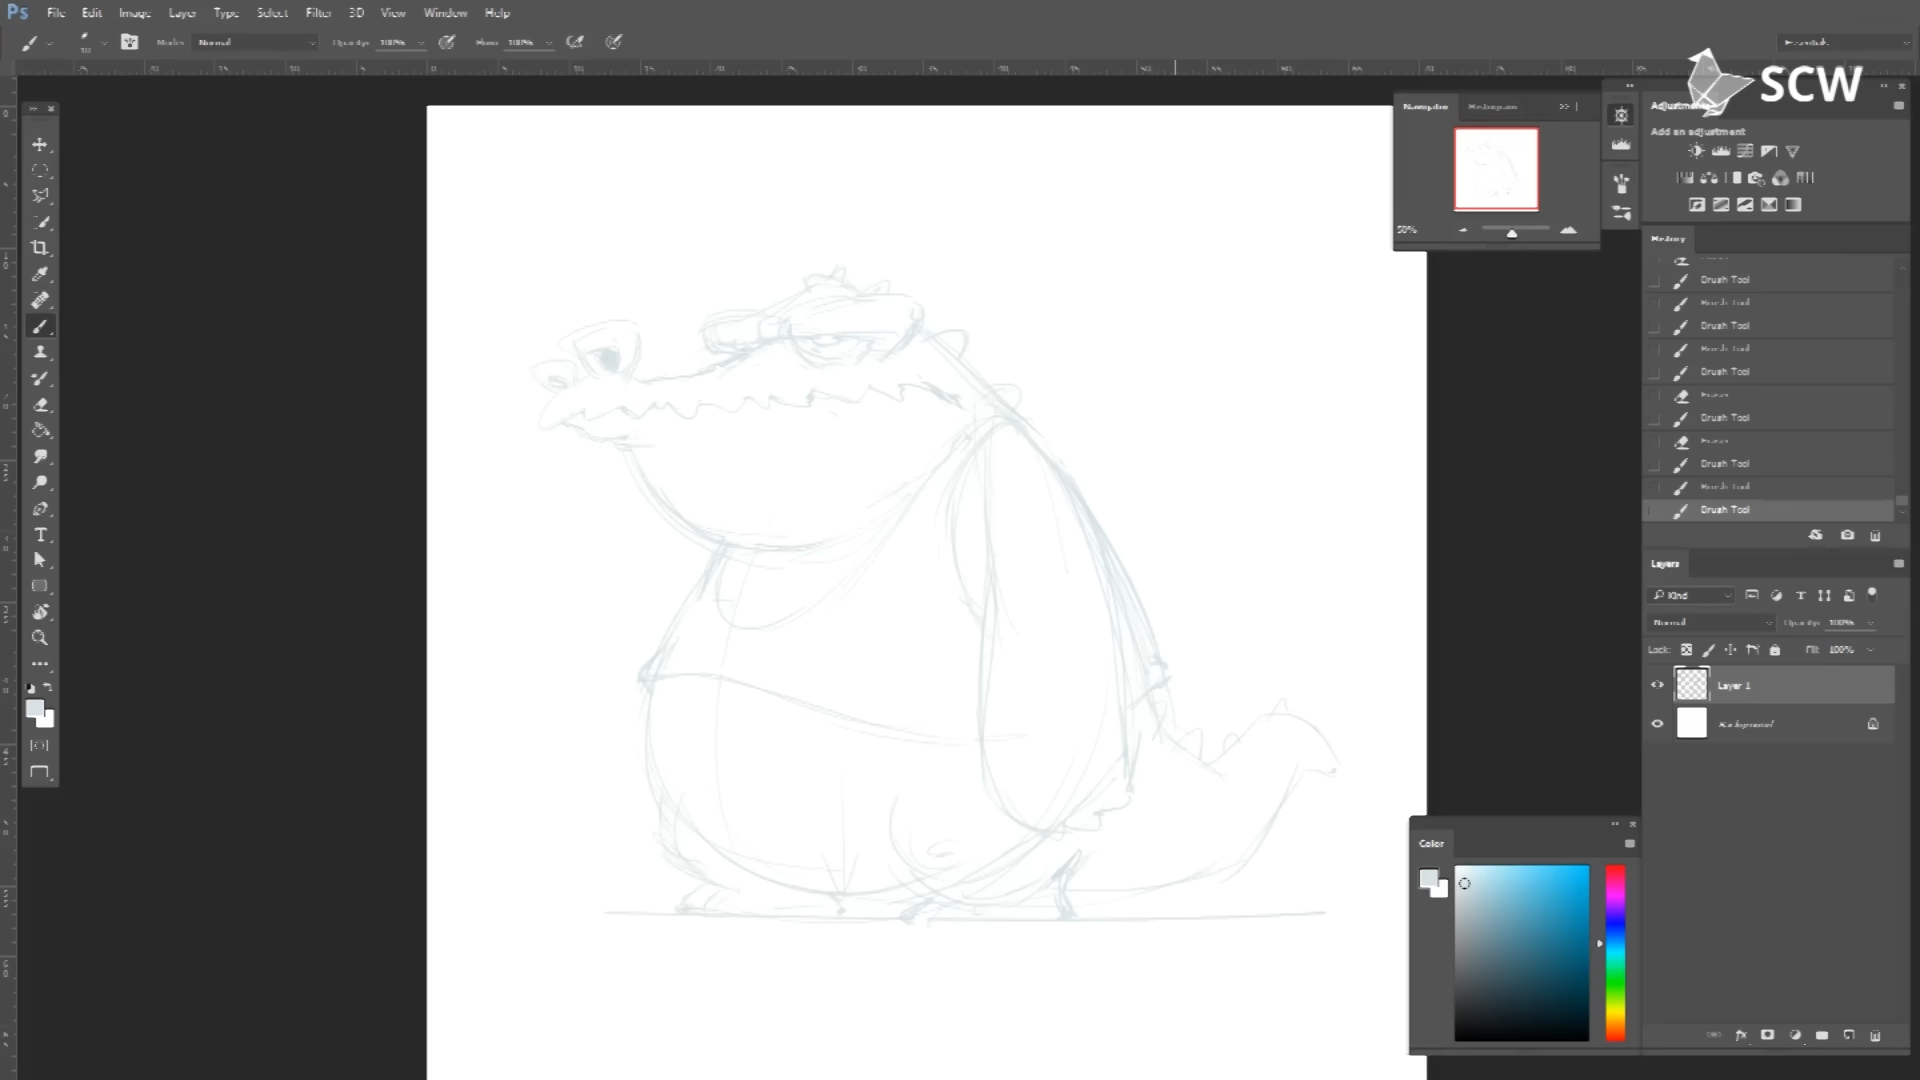 Ps File Edit Image Layer Type Select Filter 3D View Window Help
Mode: Normal Opacity: 100% Flow: 100%
SCW
Navigator Histogram
Adjustments
Add an adjustment
50%
History
Brush Tool
Brush Tool
Brush Tool
Brush Tool
Brush Tool
Eraser
Brush Tool
Eraser
Brush Tool
Brush Tool
Brush Tool
Layers
Kind
Normal Opacity: 100%
Lock: Fill: 100%
Layer 1
Background
Color